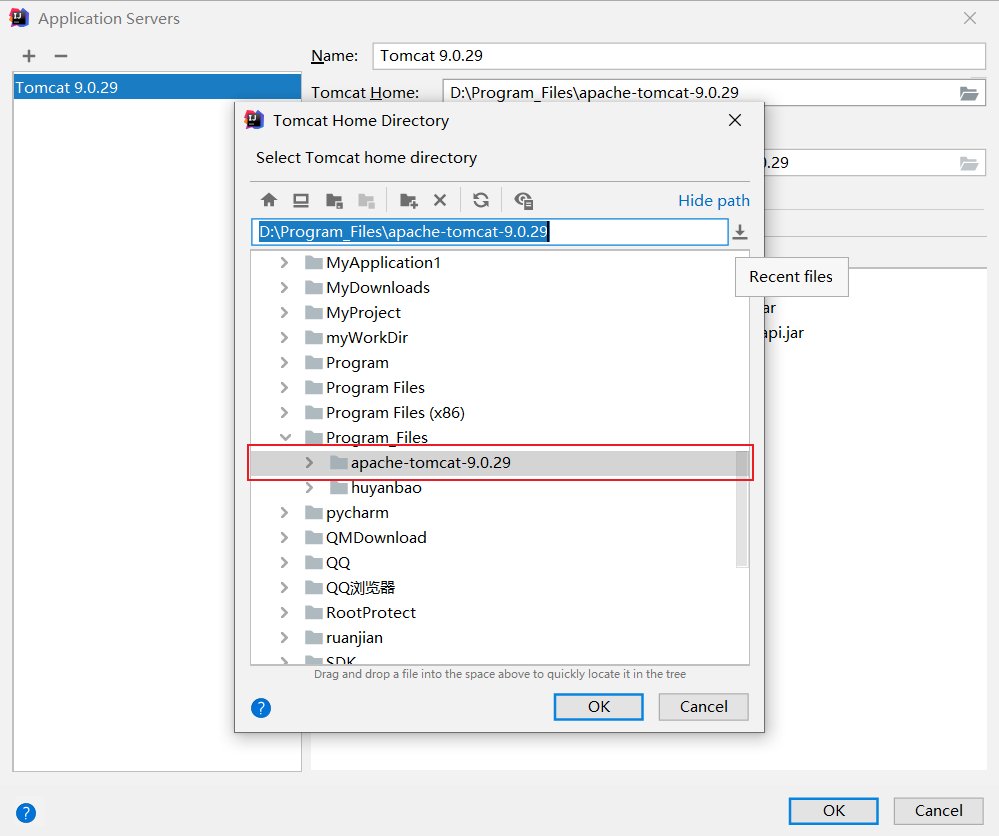 Application Servers
Name: Tomcat 9.0.29
Tomcat 9.0.29
Tomcat Home: D:\Program_Files\apache-tomcat-9.0.29
Tomcat Home Directory
Select Tomcat home directory
.29
Hide path
D:\Program_Files\apache-tomcat-9.0.29
MyApplication1
Recent files
MyDownloads
MyProject
ar
myWorkDir
api.jar
Program
Program Files
Program Files (x86)
Program_Files
apache-tomcat-9.0.29
huyanbao
pycharm
QMDownload
QQ
QQ浏览器
RootProtect
ruanjian
SDK
Drag and drop a file into the space above to quickly locate it in the tree
?
OK
Cancel
?
OK
Cancel